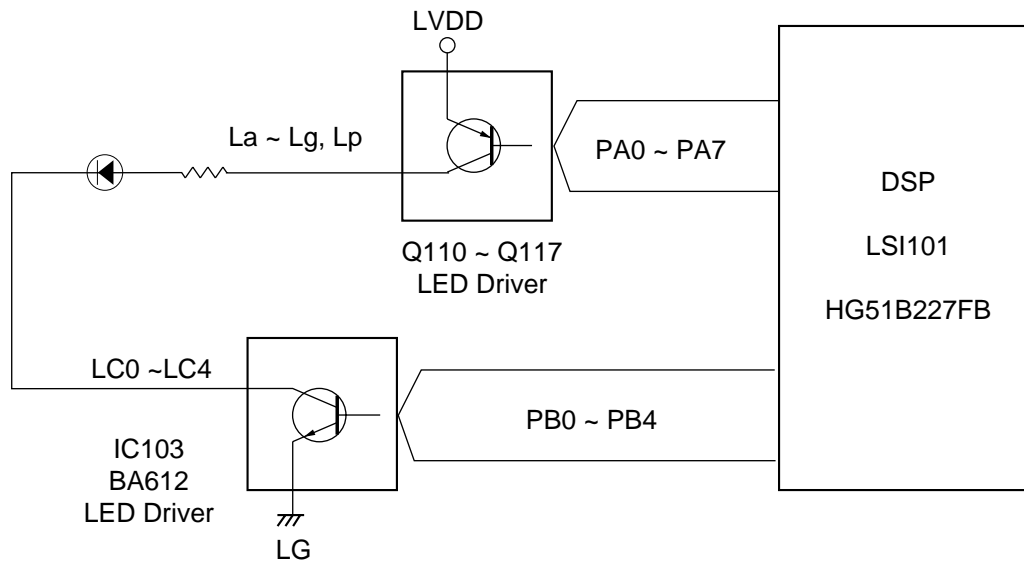 LVDD
La ~ Lg, Lp
PA0 ~ PA7
DSP
LSI101
HG51B227FB
Q110 ~ Q117
LED Driver
LC0 ~LC4
PB0 ~ PB4
IC103
BA612
LED Driver
LG